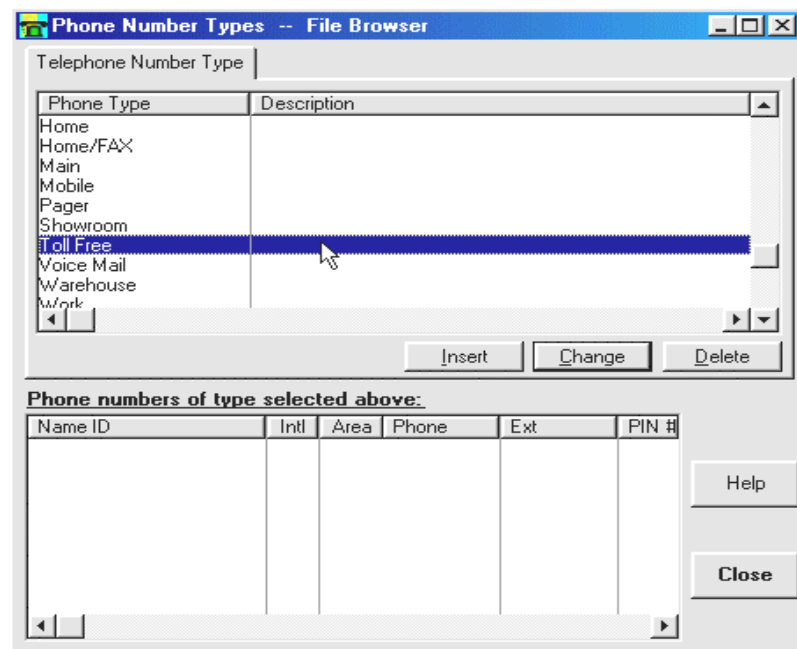 Phone Number Types -- File Browser
Telephone Number Type
Phone Type Description
Home
Home/FAX
Main
Mobile
Pager
Showroom
Toll Free
Voice Mail
Warehouse
Work
Insert Change Delete
Phone numbers of type selected above:
Name ID Intl Area Phone Ext PIN #
Help
Close